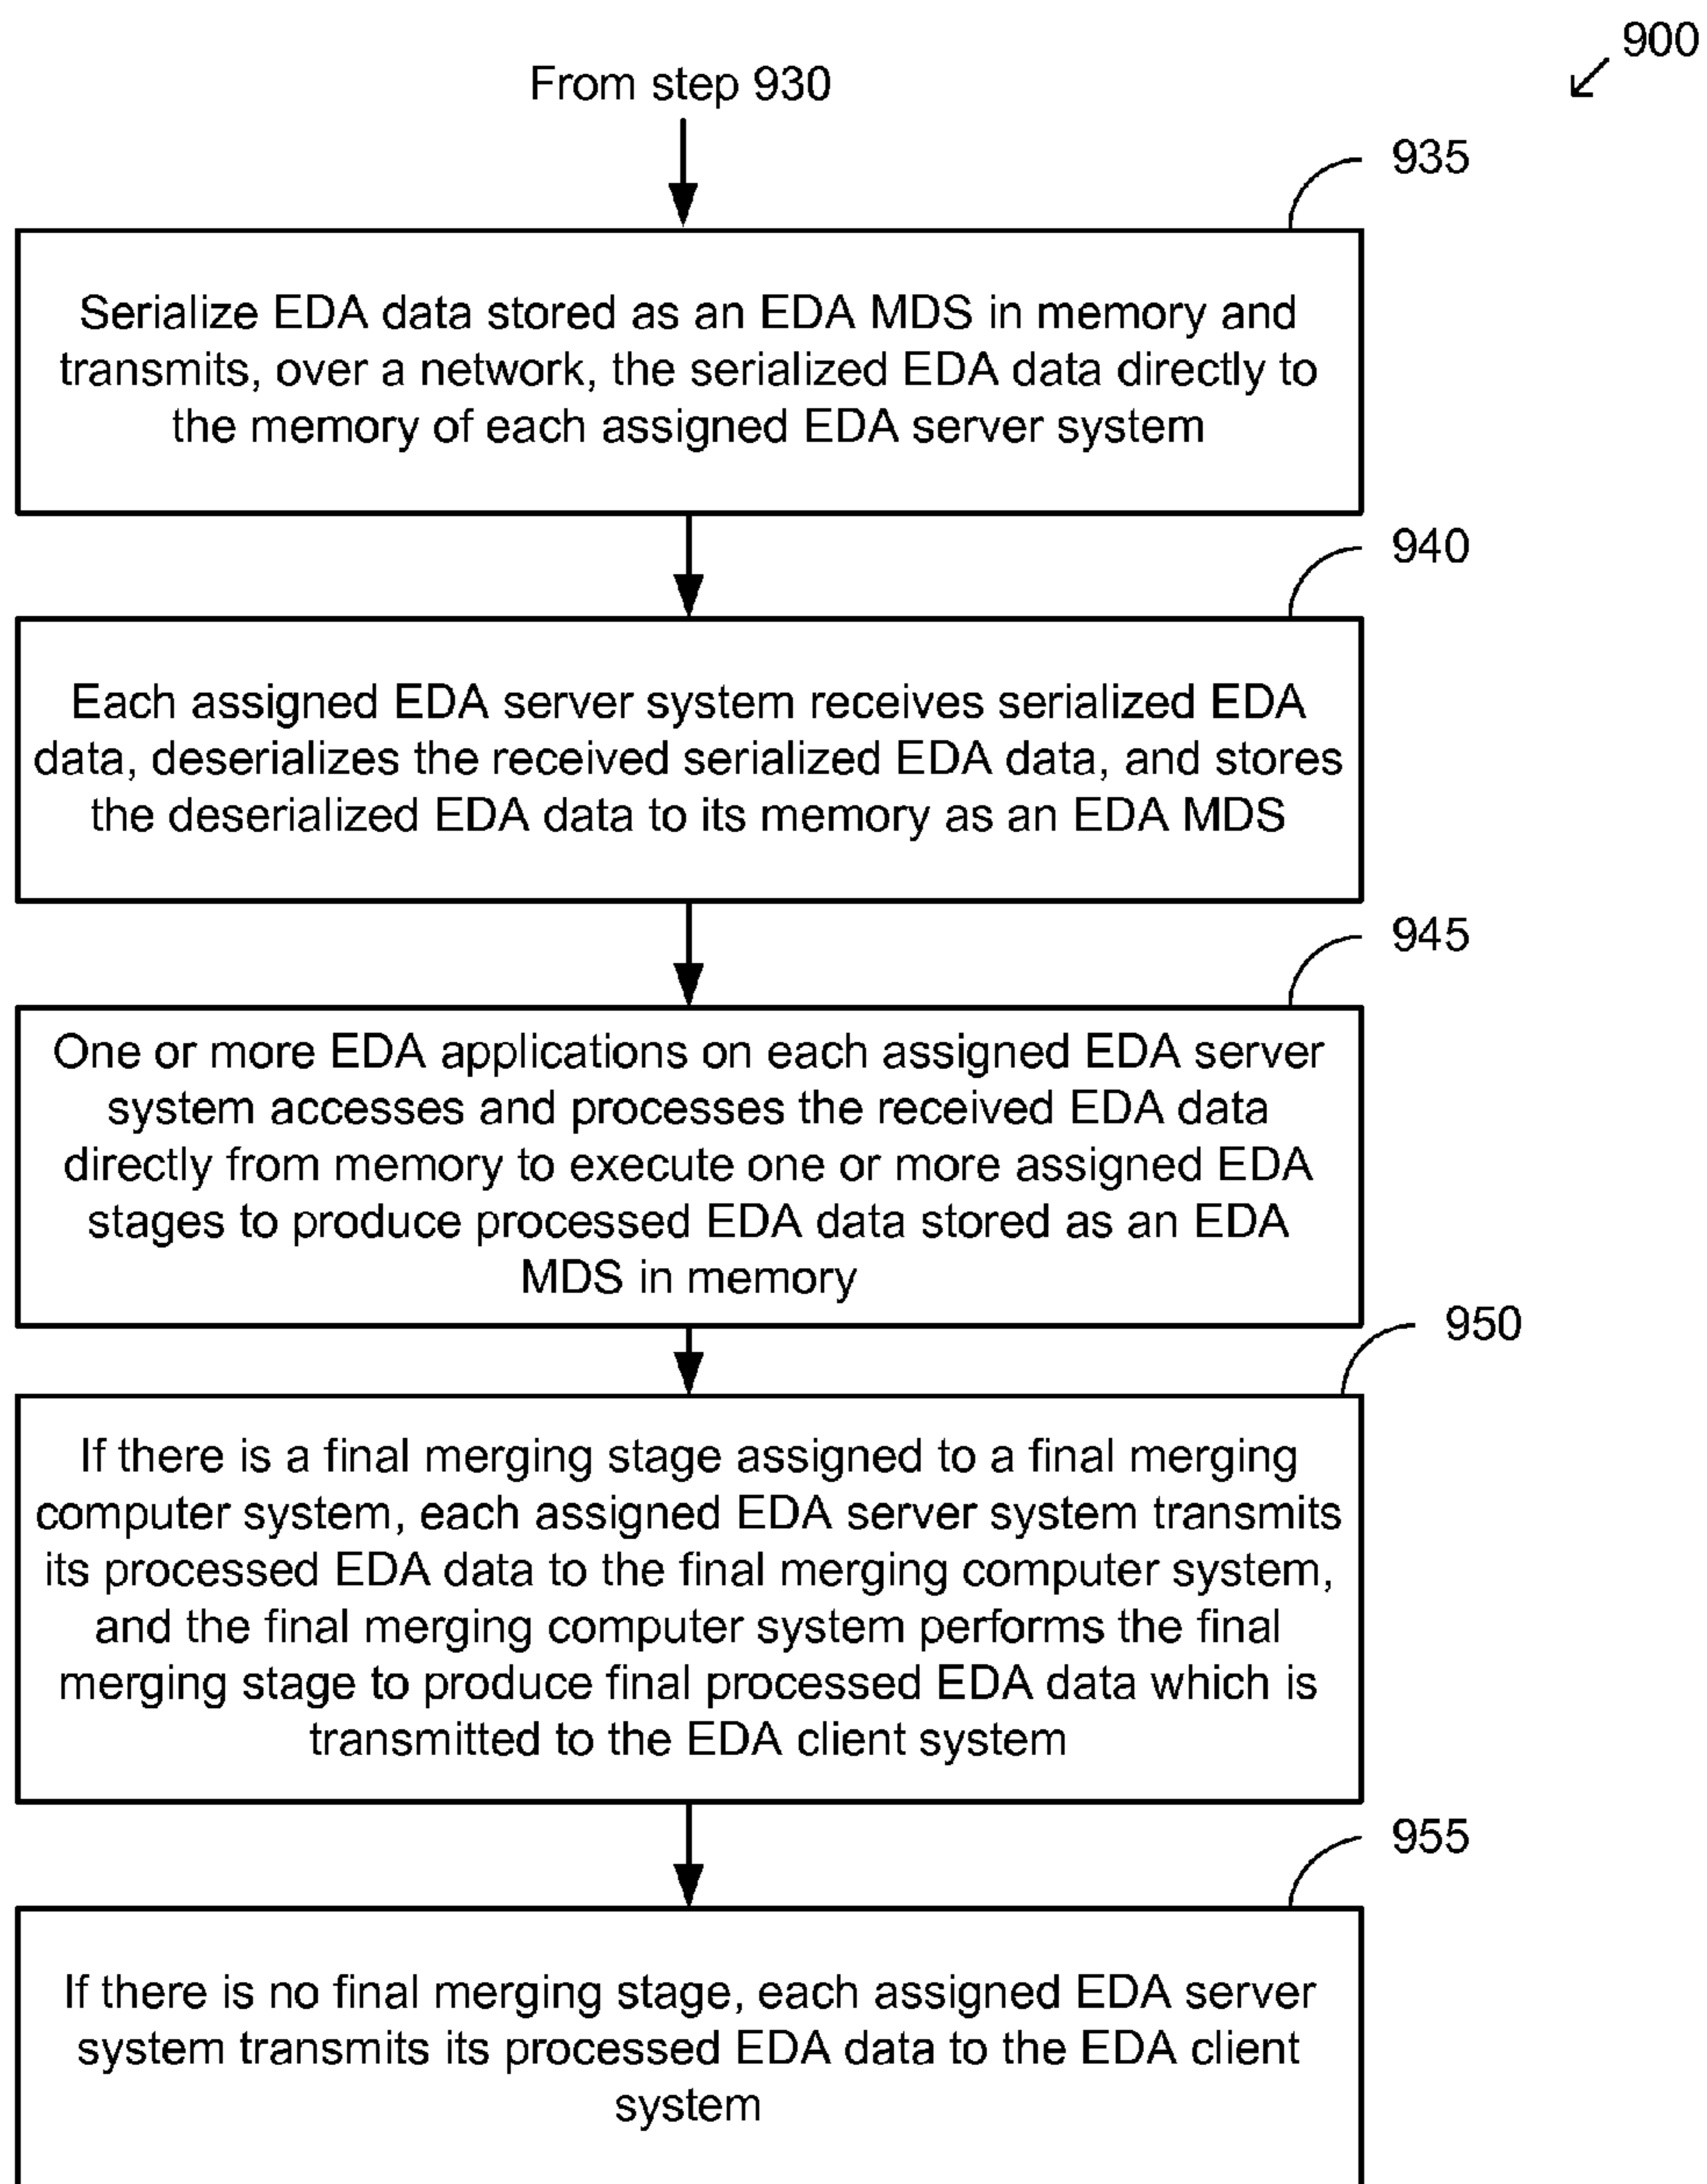 900
From step 930
935
Serialize EDA data stored as an EDA MDS in memory and
transmits, over a network, the serialized EDA data directly to
the memory of each assigned EDA server system
940
Each assigned EDA server system receives serialized EDA
data, deserializes the received serialized EDA data, and stores
the deserialized EDA data to its memory as an EDA MDS
945
One or more EDA applications on each assigned EDA server
system accesses and processes the received EDA data
directly from memory to execute one or more assigned EDA
stages to produce processed EDA data stored as an EDA
MDS in memory
950
If there is a final merging stage assigned to a final merging
computer system, each assigned EDA server system transmits
its processed EDA data to the final merging computer system,
and the final merging computer system performs the final
merging stage to produce final processed EDA data which is
transmitted to the EDA client system
955
If there is no final merging stage, each assigned EDA server
system transmits its processed EDA data to the EDA client
system